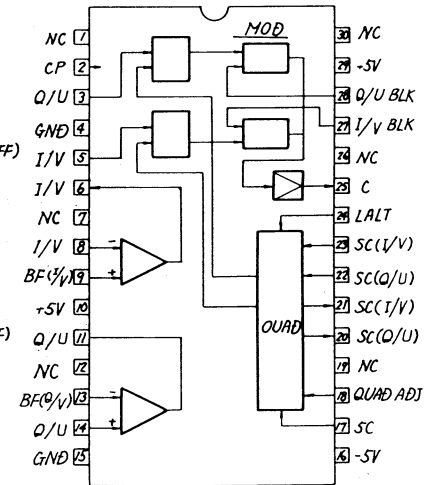 MOD
NC 1
CP 2
Q/U 3
GND 4
FF)
I/V 5
I/V 6
NC 7
I/V 8 -
BF(I/V) 9 +
+5V 10
F)
Q/U 11
NC 12
BF(Q/V) 13 -
Q/U 14 +
GND 15
30 NC
29 +5V
28 Q/U BLK
27 I/V BLK
26 NC
25 C
24 LALT
23 SC(I/V)
22 SC(Q/U)
21 SC(I/V)
20 SC(Q/U)
19 NC
18 QUAD ADJ
17 SC
16 -5V
QUAD